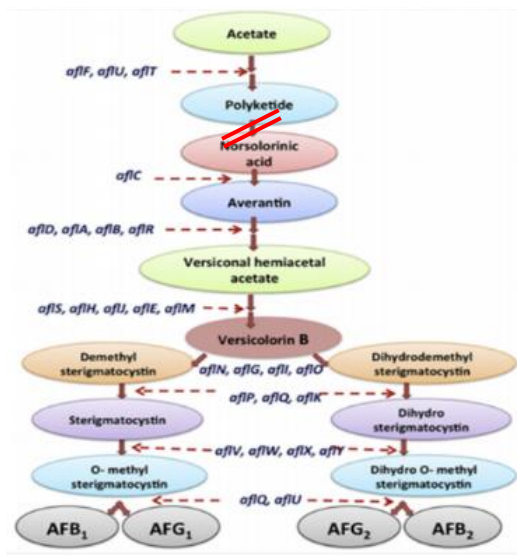 Acetate
aflF, aflU, aflT
Polyketide
Norsolorinic
acid
aflC
Averantin
aflD, aflA, aflB, aflR
Versiconal hemiacetal
acetate
aflS, aflH, aflJ, aflE, aflM
Versicolorin B
Demethyl
sterigmatocystin
aflN, aflG, aflI, aflO
Dihydrodemethyl
sterigmatocystin
aflP, aflQ, aflK
Sterigmatocystin
Dihydro
sterigmatocystin
aflV, aflW, aflX, aflY
O- methyl
sterigmatocystin
Dihydro O- methyl
sterigmatocystin
aflQ, aflU
AFB1 AFG1 AFG2 AFB2